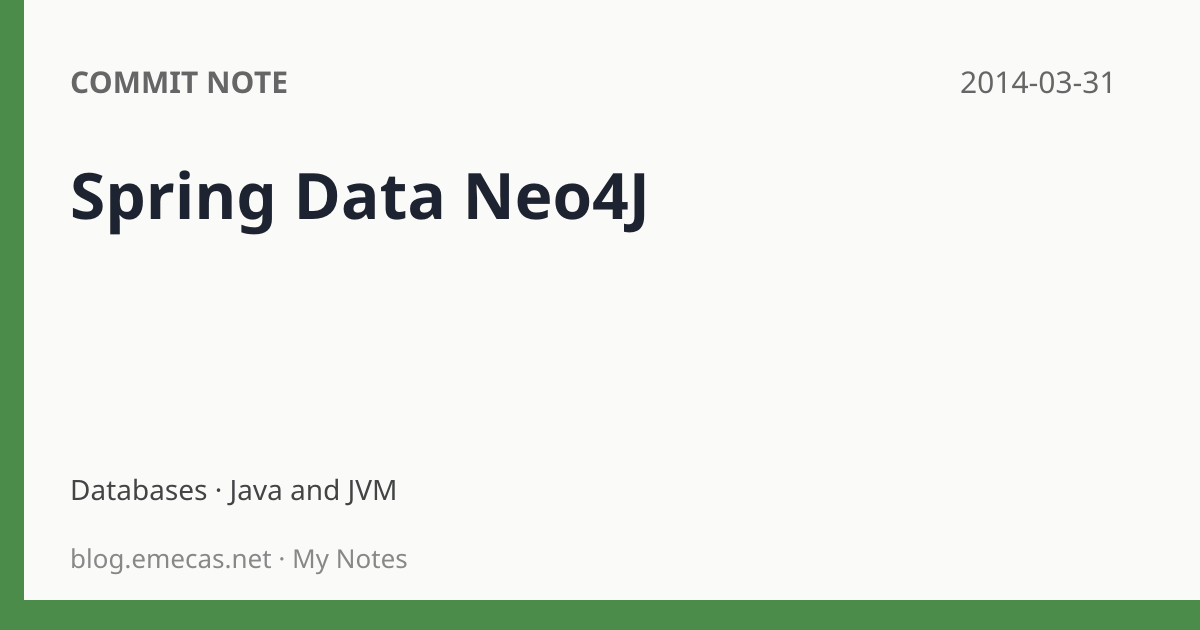 COMMIT NOTE
2014-03-31
Spring Data Neo4J
Databases · Java and JVM
blog.emecas.net · My Notes